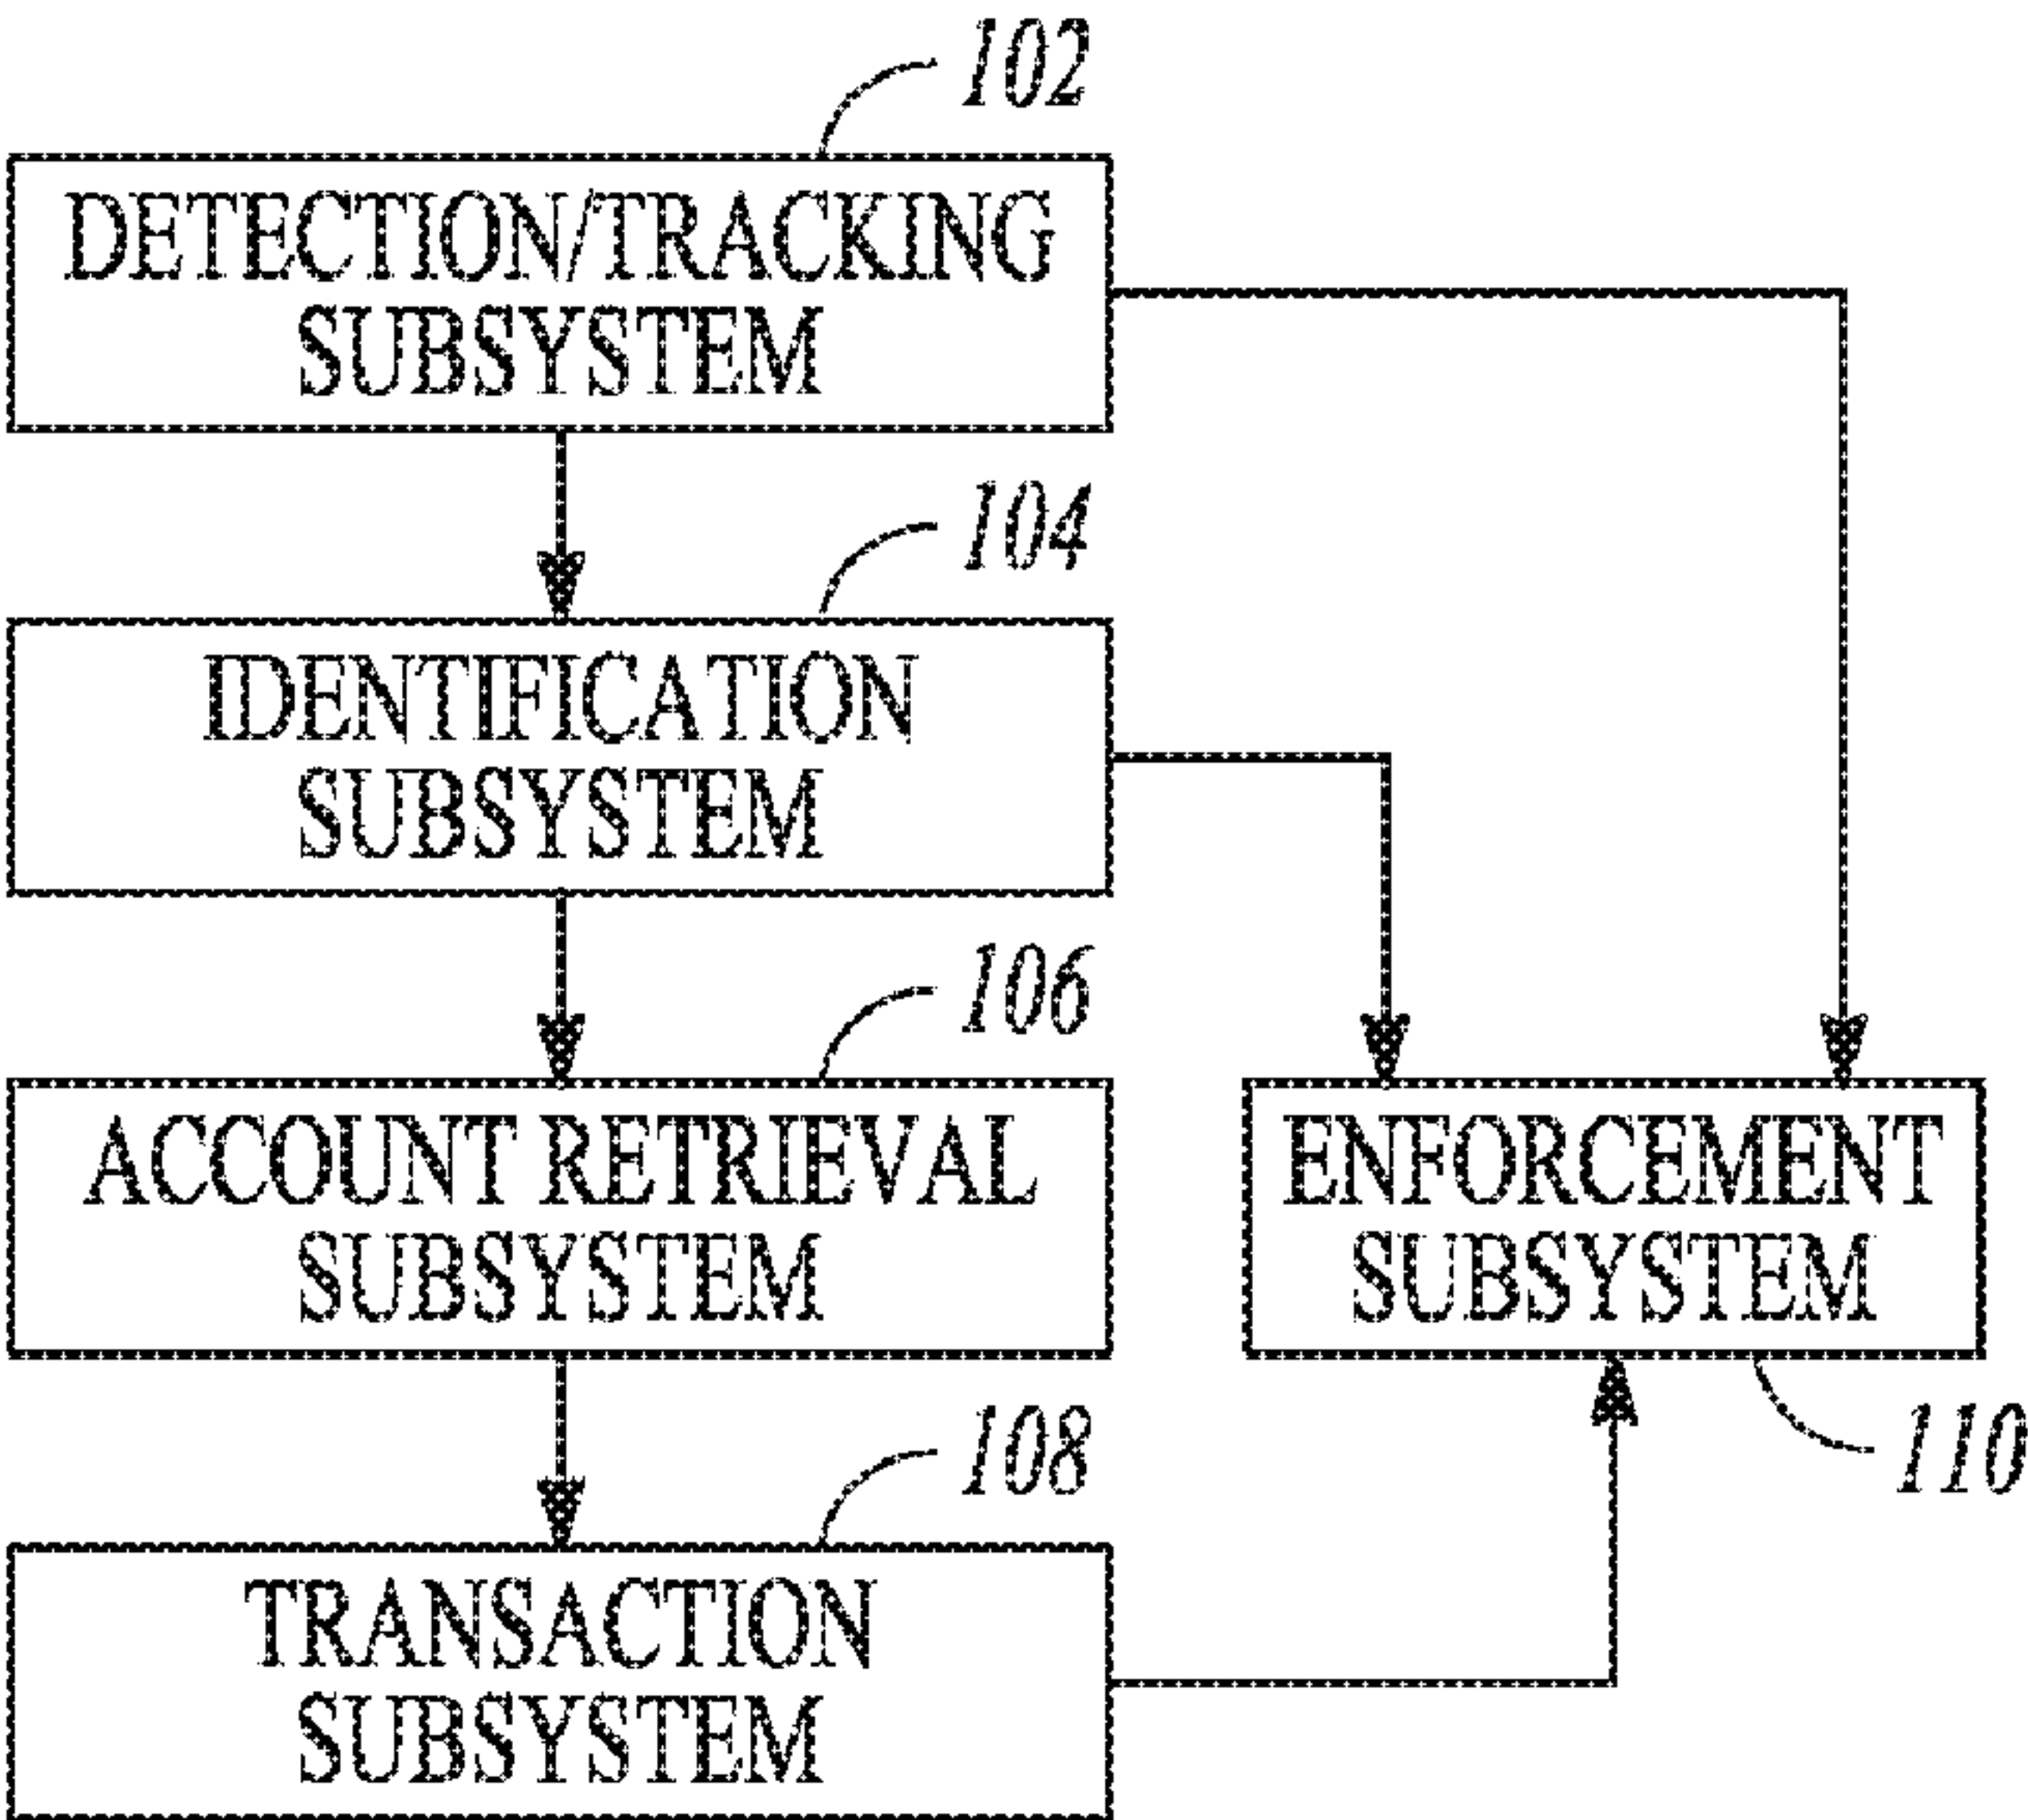 102
DETECTION/TRACKING
SUBSYSTEM
104
IDENTIFICATION
SUBSYSTEM
106
ACCOUNT RETRIEVAL
SUBSYSTEM
ENFORCEMENT
SUBSYSTEM
108
110
TRANSACTION
SUBSYSTEM